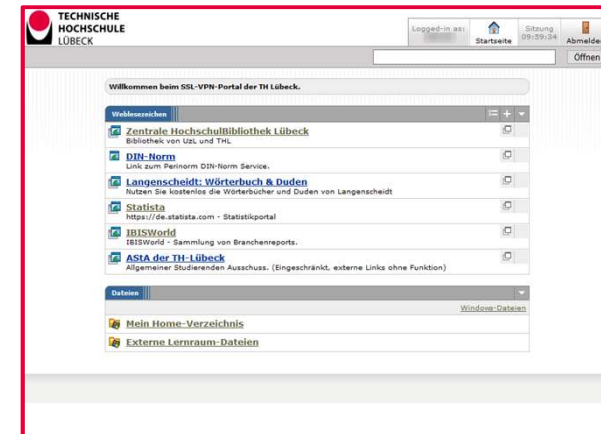 TECHNISCHE
HOCHSCHULE
LÜBECK
Logged-in as:
Startseite
Sitzung
09:59:34
Abmelden
Öffnen
Willkommen beim SSL-VPN-Portal der TH Lübeck.
Weblesezeichen
Zentrale HochschulBibliothek Lübeck
Bibliothek von UzL und THL
DIN-Norm
Link zum Perinorm DIN-Norm Service.
Langenscheidt: Wörterbuch & Duden
Nutzen Sie kostenlos die Wörterbücher und Duden von Langenscheidt
Statista
https://de.statista.com - Statistikportal
IBISWorld
IBISWorld - Sammlung von Branchenreports.
AStA der TH-Lübeck
Allgemeiner Studierenden Ausschuss. (Eingeschränkt, externe Links ohne Funktion)
Dateien
Windows-Dateien
Mein Home-Verzeichnis
Externe Lernraum-Dateien